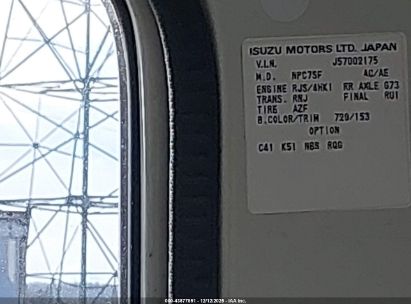 ISUZU MOTORS LTD. JAPAN
V.I.N. J57002175
M.D. NPC75F AC/AE
ENGINE RJS/4HK1 RR AXLE G73
TRANS. RNJ FINAL RU1
TIRE AZF
B.COLOR/TRIM 729/153
OPTION
C41 K51 N8S RQG